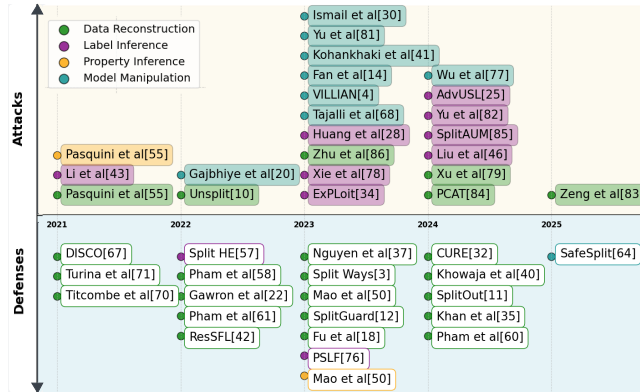 Data Reconstruction
Label Inference
Property Inference
Model Manipulation
Attacks
Defenses
Ismail et al[30]
Yu et al[81]
Kohankhaki et al[41]
Fan et al[14]
Wu et al[77]
VILLIAN[4]
AdvUSL[25]
Tajalli et al[68]
Yu et al[82]
Huang et al[28]
SplitAUM[85]
Pasquini et al[55]
Zhu et al[86]
Liu et al[46]
Li et al[43]
Gajbhiye et al[20]
Xie et al[78]
Xu et al[79]
Pasquini et al[55]
Unsplit[10]
ExPLoit[34]
PCAT[84]
Zeng et al[83
2021
2022
2023
2024
2025
DISCO[67]
Split HE[57]
Nguyen et al[37]
CURE[32]
SafeSplit[64]
Turina et al[71]
Pham et al[58]
Split Ways[3]
Khowaja et al[40]
Titcombe et al[70]
Gawron et al[22]
Mao et al[50]
SplitOut[11]
Pham et al[61]
SplitGuard[12]
Khan et al[35]
ResSFL[42]
Fu et al[18]
Pham et al[60]
PSLF[76]
Mao et al[50]